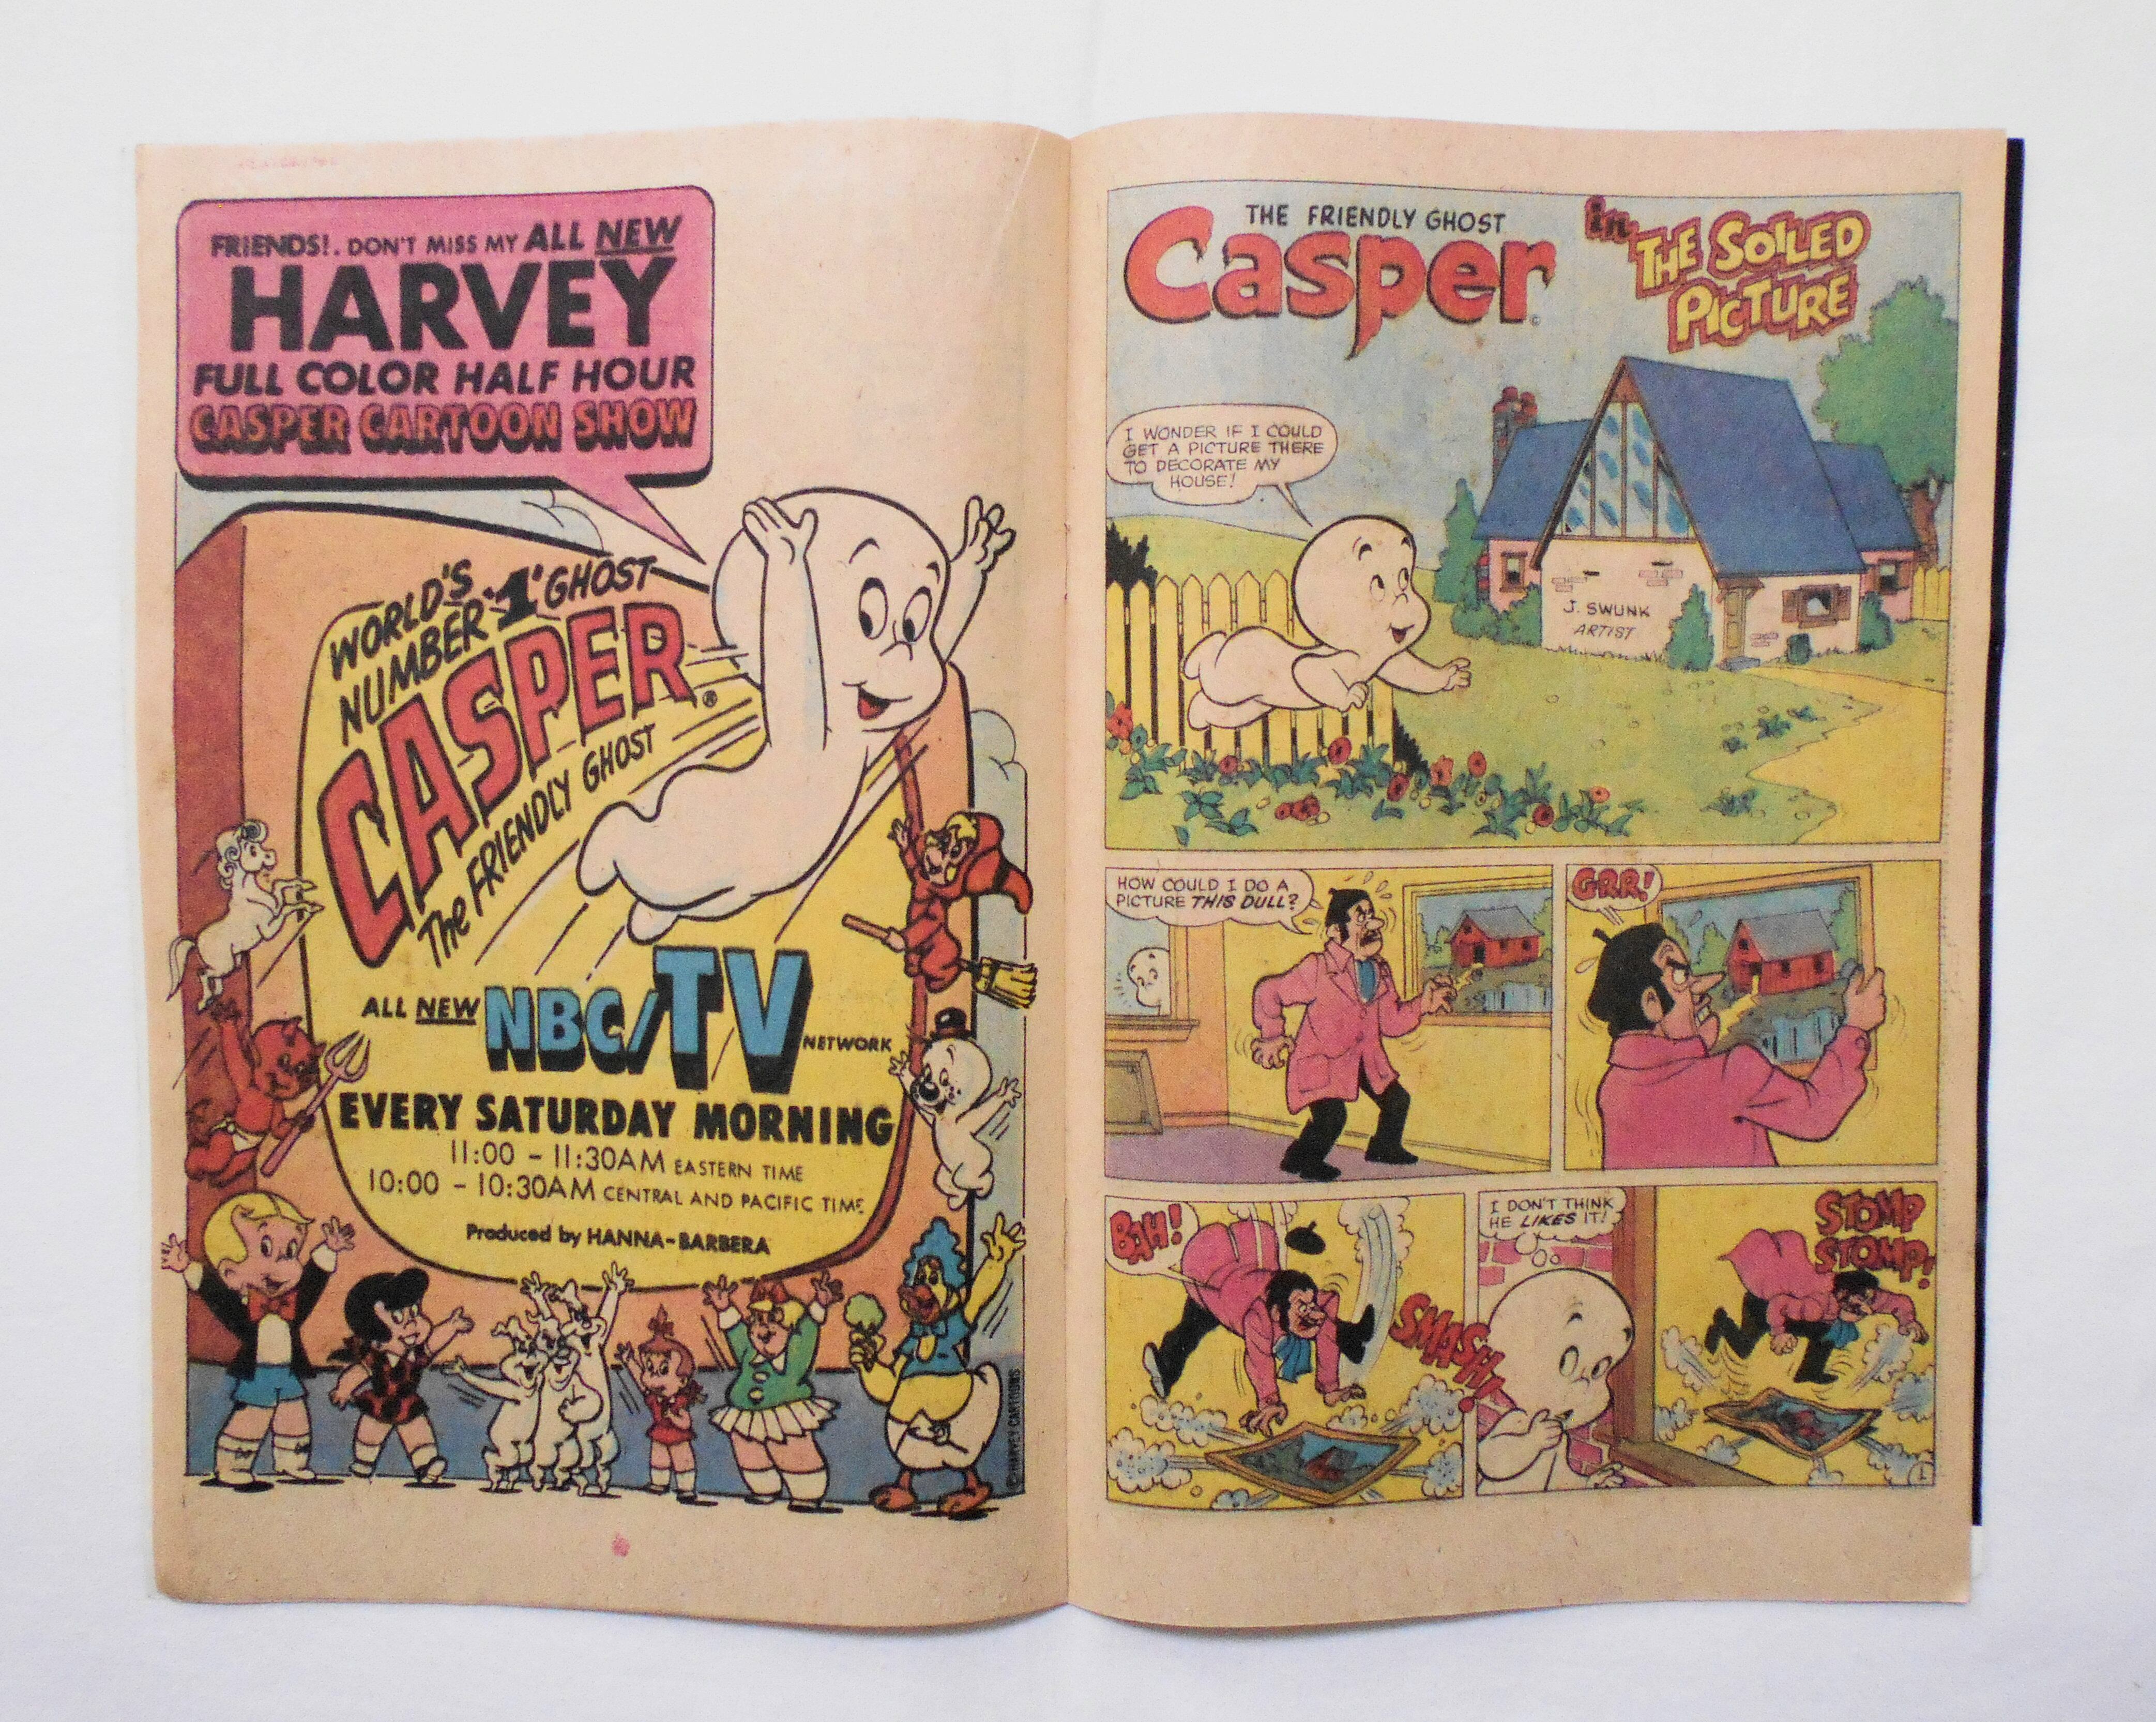 FRIENDS!. DON'T MISS MY ALL NEW
HARVEY
FULL COLOR HALF HOUR
CASPER CARTOON SHOW
WORLD'S
NUMBER "1" GHOST
CASPER®
The FRIENDLY GHOST
ALL NEW NBC/TV NETWORK
EVERY SATURDAY MORNING
11:00 - 11:30AM EASTERN TIME
10:00 - 10:30AM CENTRAL AND PACIFIC TIME
Produced by HANNA-BARBERA
© HARVEY CARTOONS
THE FRIENDLY GHOST
Casper ©
in
THE SOILED
PICTURE
I WONDER IF I COULD
GET A PICTURE THERE
TO DECORATE MY
HOUSE!
J. SWUNK
ARTIST
HOW COULD I DO A
PICTURE THIS DULL?
GRR!
BAH!
SMASH!
I DON'T THINK
HE LIKES IT!
STOMP
STOMP!
1